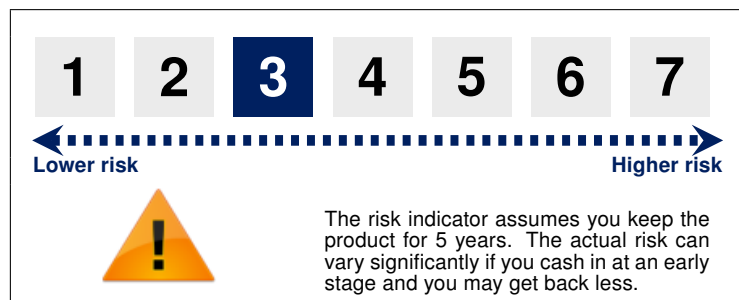 1 2 3 4 5 6 7
Lower risk Higher risk
!
The risk indicator assumes you keep the
product for 5 years. The actual risk can
vary significantly if you cash in at an early
stage and you may get back less.